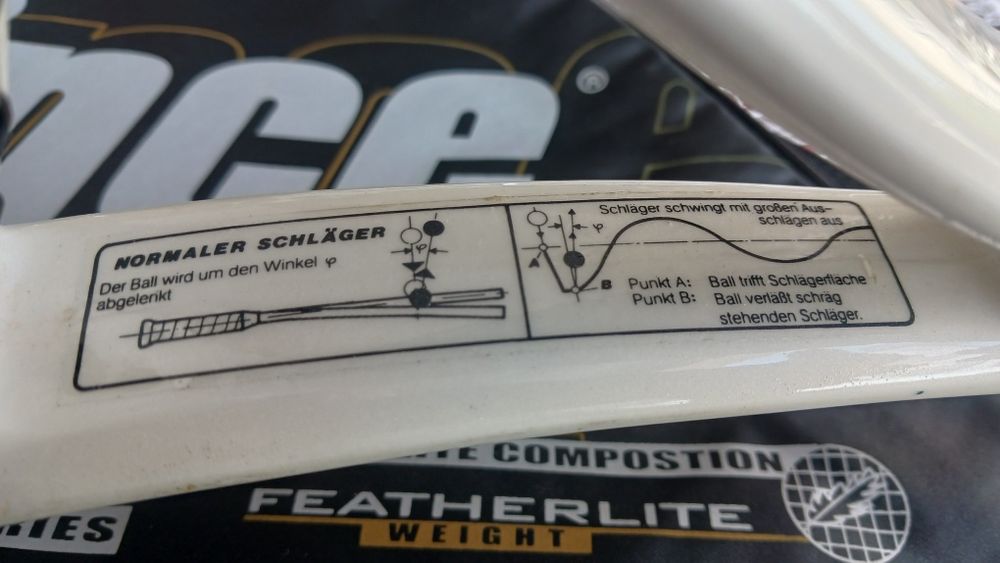 nce
®
NORMALER SCHLÄGER
Der Ball wird um den Winkel φ
abgelenkt
φ
Schläger schwingt mit großen Aus-
schlägen aus
φ
A
B
Punkt A: Ball trifft Schlägerfläche
Punkt B: Ball verläßt schräg
stehenden Schläger.
COMPOSTION
FEATHERLITE
WEIGHT